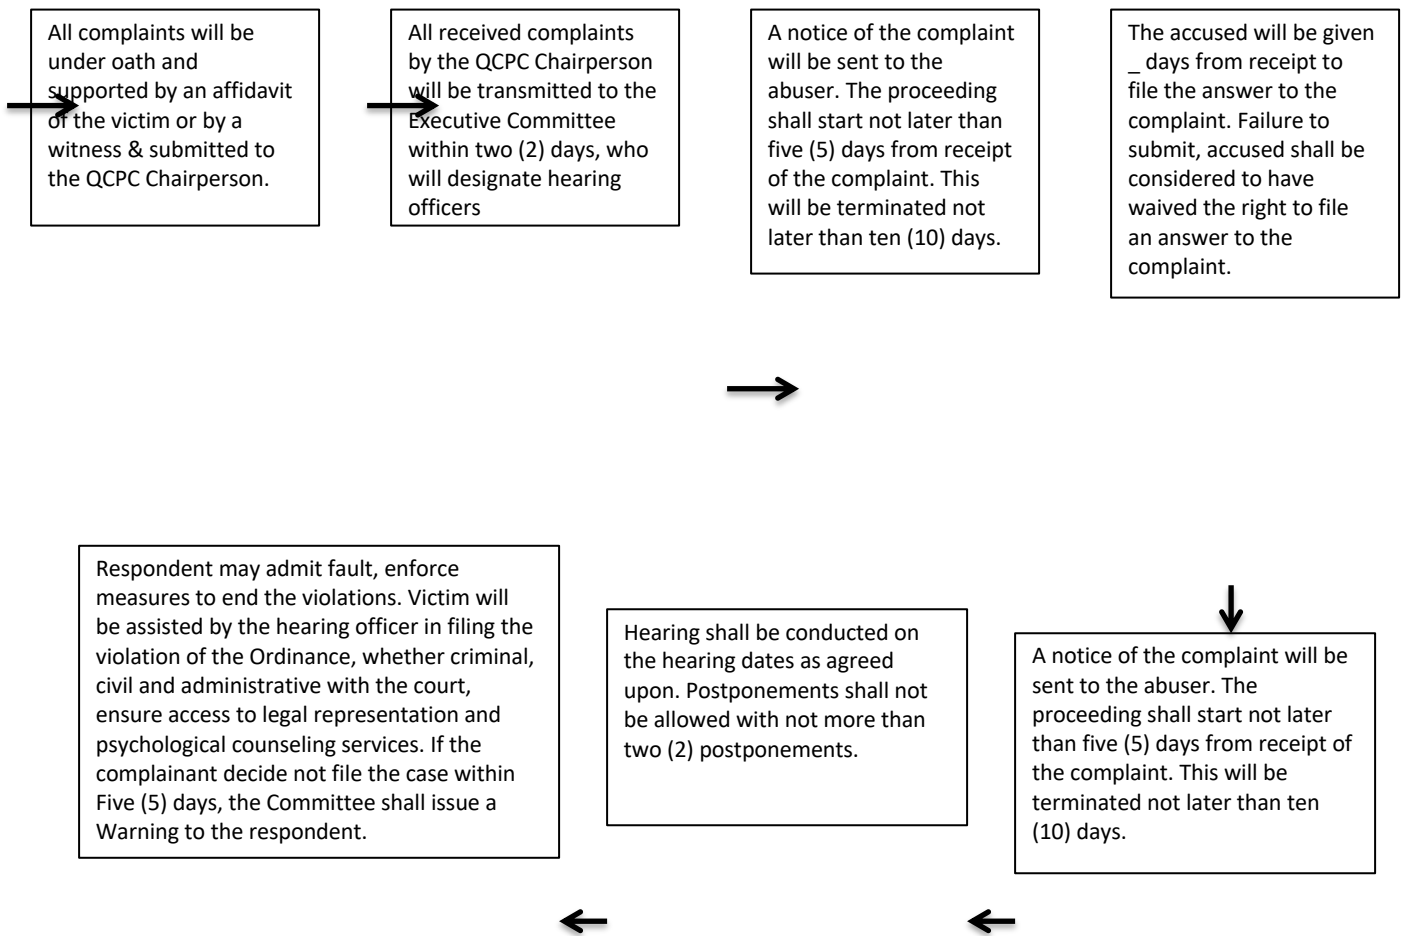 All complaints will be
under oath and
supported by an affidavit
of the victim or by a
witness & submitted to
the QCPC Chairperson.
All received complaints
by the QCPC Chairperson
will be transmitted to the
Executive Committee
within two (2) days, who
will designate hearing
officers
A notice of the complaint
will be sent to the
abuser. The proceeding
shall start not later than
five (5) days from receipt
of the complaint. This
will be terminated not
later than ten (10) days.
The accused will be given
_ days from receipt to
file the answer to the
complaint. Failure to
submit, accused shall be
considered to have
waived the right to file
an answer to the
complaint.
Respondent may admit fault, enforce
measures to end the violations. Victim will
be assisted by the hearing officer in filing the
violation of the Ordinance, whether criminal,
civil and administrative with the court,
ensure access to legal representation and
psychological counseling services. If the
complainant decide not file the case within
Five (5) days, the Committee shall issue a
Warning to the respondent.
Hearing shall be conducted on
the hearing dates as agreed
upon. Postponements shall not
be allowed with not more than
two (2) postponements.
A notice of the complaint will be
sent to the abuser. The
proceeding shall start not later
than five (5) days from receipt of
the complaint. This will be
terminated not later than ten
(10) days.